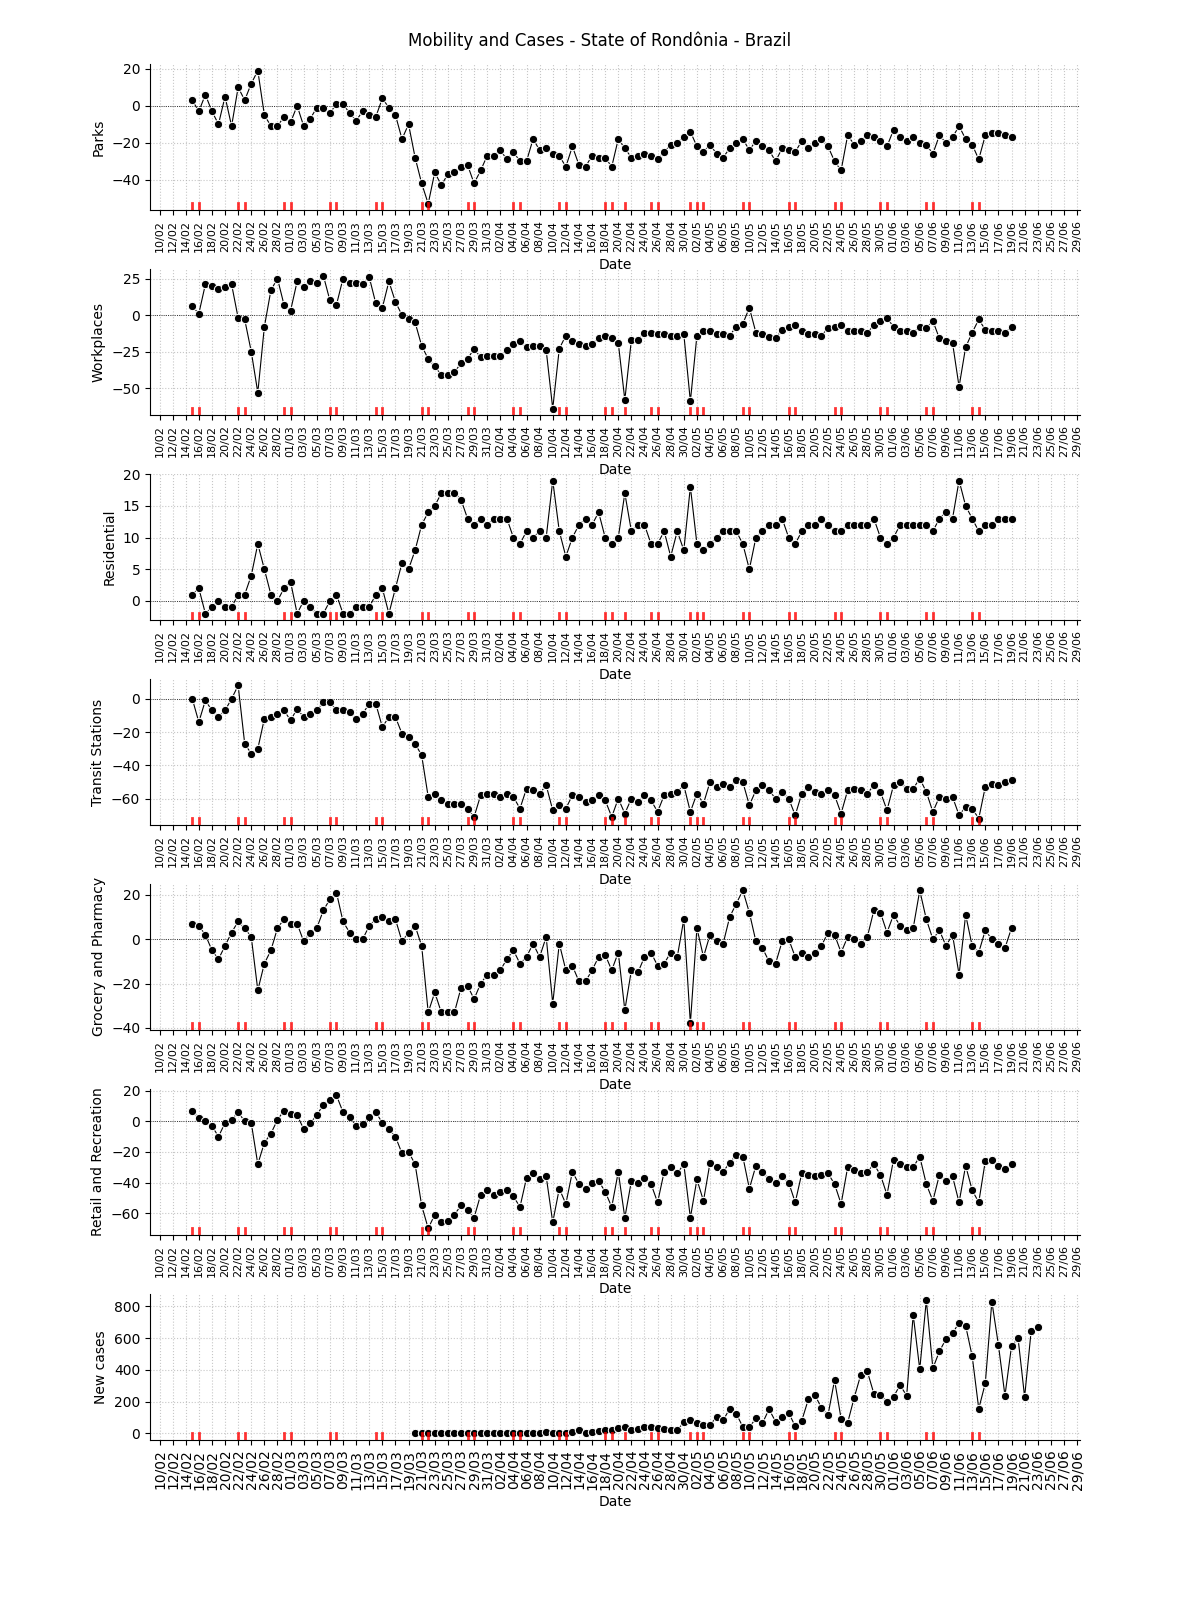 Mobility and Cases - State of Rondônia - Brazil
Parks
20
0
−20
−40
10/02 12/02 14/02 16/02 18/02 20/02 22/02 24/02 26/02 28/02 01/03 03/03 05/03 07/03 09/03 11/03 13/03 15/03 17/03 19/03 21/03 23/03 25/03 27/03 29/03 31/03 02/04 04/04 06/04 08/04 10/04 12/04 14/04 16/04 18/04 20/04 22/04 24/04 26/04 28/04 30/04 02/05 04/05 06/05 08/05 10/05 12/05 14/05 16/05 18/05 20/05 22/05 24/05 26/05 28/05 30/05 01/06 03/06 05/06 07/06 09/06 11/06 13/06 15/06 17/06 19/06 21/06 23/06 25/06 27/06 29/06
Date
Workplaces
25
0
−25
−50
10/02 12/02 14/02 16/02 18/02 20/02 22/02 24/02 26/02 28/02 01/03 03/03 05/03 07/03 09/03 11/03 13/03 15/03 17/03 19/03 21/03 23/03 25/03 27/03 29/03 31/03 02/04 04/04 06/04 08/04 10/04 12/04 14/04 16/04 18/04 20/04 22/04 24/04 26/04 28/04 30/04 02/05 04/05 06/05 08/05 10/05 12/05 14/05 16/05 18/05 20/05 22/05 24/05 26/05 28/05 30/05 01/06 03/06 05/06 07/06 09/06 11/06 13/06 15/06 17/06 19/06 21/06 23/06 25/06 27/06 29/06
Date
Residential
20
15
10
5
0
10/02 12/02 14/02 16/02 18/02 20/02 22/02 24/02 26/02 28/02 01/03 03/03 05/03 07/03 09/03 11/03 13/03 15/03 17/03 19/03 21/03 23/03 25/03 27/03 29/03 31/03 02/04 04/04 06/04 08/04 10/04 12/04 14/04 16/04 18/04 20/04 22/04 24/04 26/04 28/04 30/04 02/05 04/05 06/05 08/05 10/05 12/05 14/05 16/05 18/05 20/05 22/05 24/05 26/05 28/05 30/05 01/06 03/06 05/06 07/06 09/06 11/06 13/06 15/06 17/06 19/06 21/06 23/06 25/06 27/06 29/06
Date
Transit Stations
0
−20
−40
−60
10/02 12/02 14/02 16/02 18/02 20/02 22/02 24/02 26/02 28/02 01/03 03/03 05/03 07/03 09/03 11/03 13/03 15/03 17/03 19/03 21/03 23/03 25/03 27/03 29/03 31/03 02/04 04/04 06/04 08/04 10/04 12/04 14/04 16/04 18/04 20/04 22/04 24/04 26/04 28/04 30/04 02/05 04/05 06/05 08/05 10/05 12/05 14/05 16/05 18/05 20/05 22/05 24/05 26/05 28/05 30/05 01/06 03/06 05/06 07/06 09/06 11/06 13/06 15/06 17/06 19/06 21/06 23/06 25/06 27/06 29/06
Date
Grocery and Pharmacy
20
0
−20
−40
10/02 12/02 14/02 16/02 18/02 20/02 22/02 24/02 26/02 28/02 01/03 03/03 05/03 07/03 09/03 11/03 13/03 15/03 17/03 19/03 21/03 23/03 25/03 27/03 29/03 31/03 02/04 04/04 06/04 08/04 10/04 12/04 14/04 16/04 18/04 20/04 22/04 24/04 26/04 28/04 30/04 02/05 04/05 06/05 08/05 10/05 12/05 14/05 16/05 18/05 20/05 22/05 24/05 26/05 28/05 30/05 01/06 03/06 05/06 07/06 09/06 11/06 13/06 15/06 17/06 19/06 21/06 23/06 25/06 27/06 29/06
Date
Retail and Recreation
20
0
−20
−40
−60
10/02 12/02 14/02 16/02 18/02 20/02 22/02 24/02 26/02 28/02 01/03 03/03 05/03 07/03 09/03 11/03 13/03 15/03 17/03 19/03 21/03 23/03 25/03 27/03 29/03 31/03 02/04 04/04 06/04 08/04 10/04 12/04 14/04 16/04 18/04 20/04 22/04 24/04 26/04 28/04 30/04 02/05 04/05 06/05 08/05 10/05 12/05 14/05 16/05 18/05 20/05 22/05 24/05 26/05 28/05 30/05 01/06 03/06 05/06 07/06 09/06 11/06 13/06 15/06 17/06 19/06 21/06 23/06 25/06 27/06 29/06
Date
New cases
800
600
400
200
0
10/02 12/02 14/02 16/02 18/02 20/02 22/02 24/02 26/02 28/02 01/03 03/03 05/03 07/03 09/03 11/03 13/03 15/03 17/03 19/03 21/03 23/03 25/03 27/03 29/03 31/03 02/04 04/04 06/04 08/04 10/04 12/04 14/04 16/04 18/04 20/04 22/04 24/04 26/04 28/04 30/04 02/05 04/05 06/05 08/05 10/05 12/05 14/05 16/05 18/05 20/05 22/05 24/05 26/05 28/05 30/05 01/06 03/06 05/06 07/06 09/06 11/06 13/06 15/06 17/06 19/06 21/06 23/06 25/06 27/06 29/06
Date